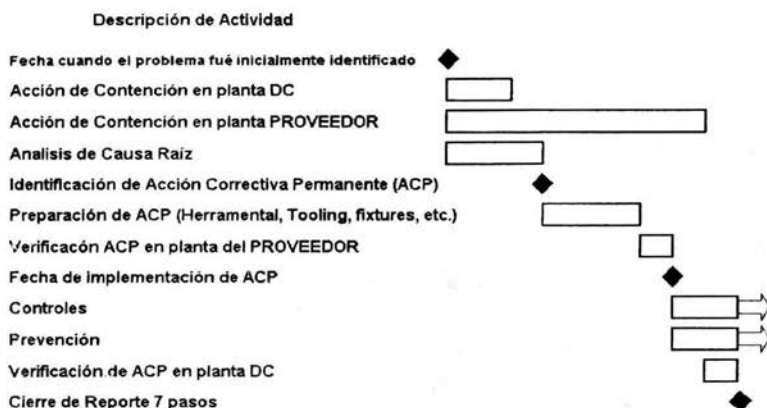 Descripción de Actividad
Fecha cuando el problema fué inicialmente identificado
Acción de Contención en planta DC
Acción de Contención en planta PROVEEDOR
Analisis de Causa Raíz
Identificación de Acción Correctiva Permanente (ACP)
Preparación de ACP (Herramental, Tooling, fixtures, etc.)
Verificacón ACP en planta del PROVEEDOR
Fecha de implementación de ACP
Controles
Prevención
Verificación de ACP en planta DC
Cierre de Reporte 7 pasos